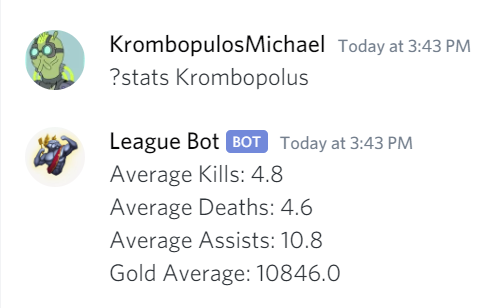 KrombopulosMichael Today at 3:43 PM
?stats Krombopolus
League Bot BOT Today at 3:43 PM
Average Kills: 4.8
Average Deaths: 4.6
Average Assists: 10.8
Gold Average: 10846.0